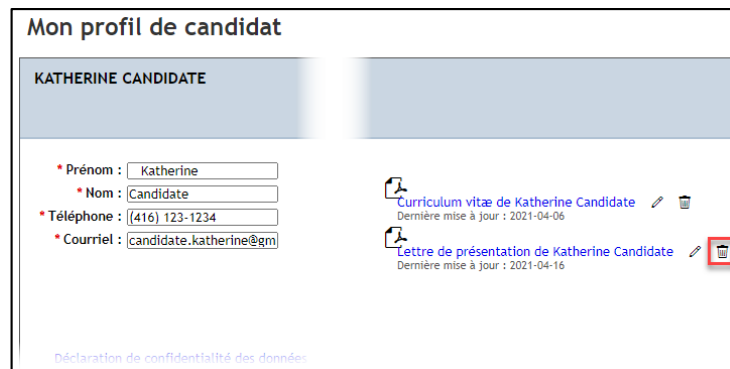 Mon profil de candidat
KATHERINE CANDIDATE
* Prénom : Katherine
* Nom : Candidate
* Téléphone : (416) 123-1234
* Courriel : candidate.katherine@gm
Curriculum vitæ de Katherine Candidate
Dernière mise à jour : 2021-04-06
Lettre de présentation de Katherine Candidate
Dernière mise à jour : 2021-04-16
Déclaration de confidentialité des données